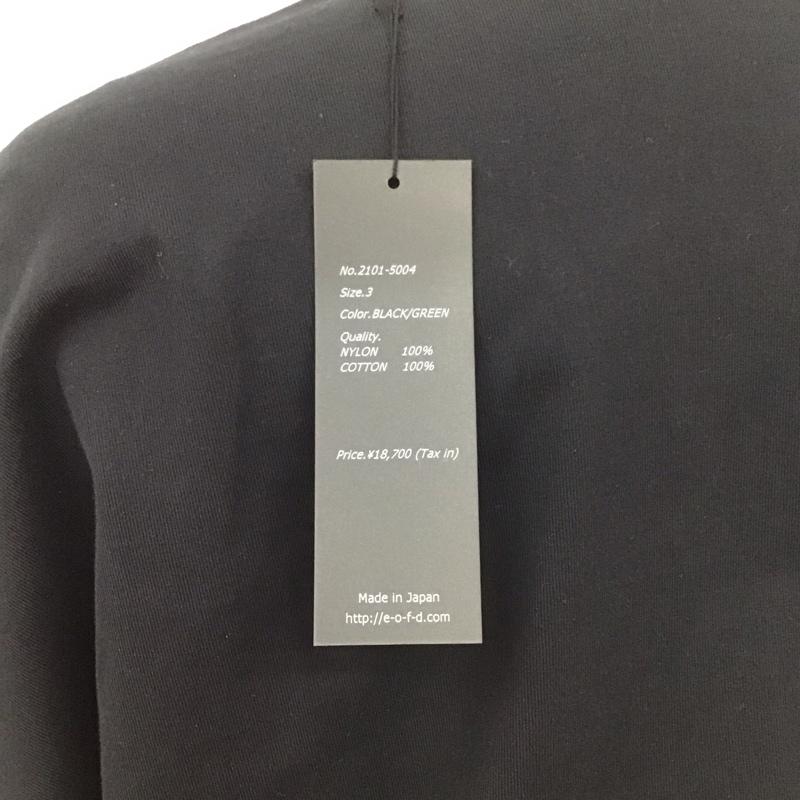 No.2101-5004
Size.3
Color.BLACK/GREEN
Quality.
NYLON 100%
COTTON 100%
Price.¥18,700 (Tax in)
Made in Japan
http://e-o-f-d.com